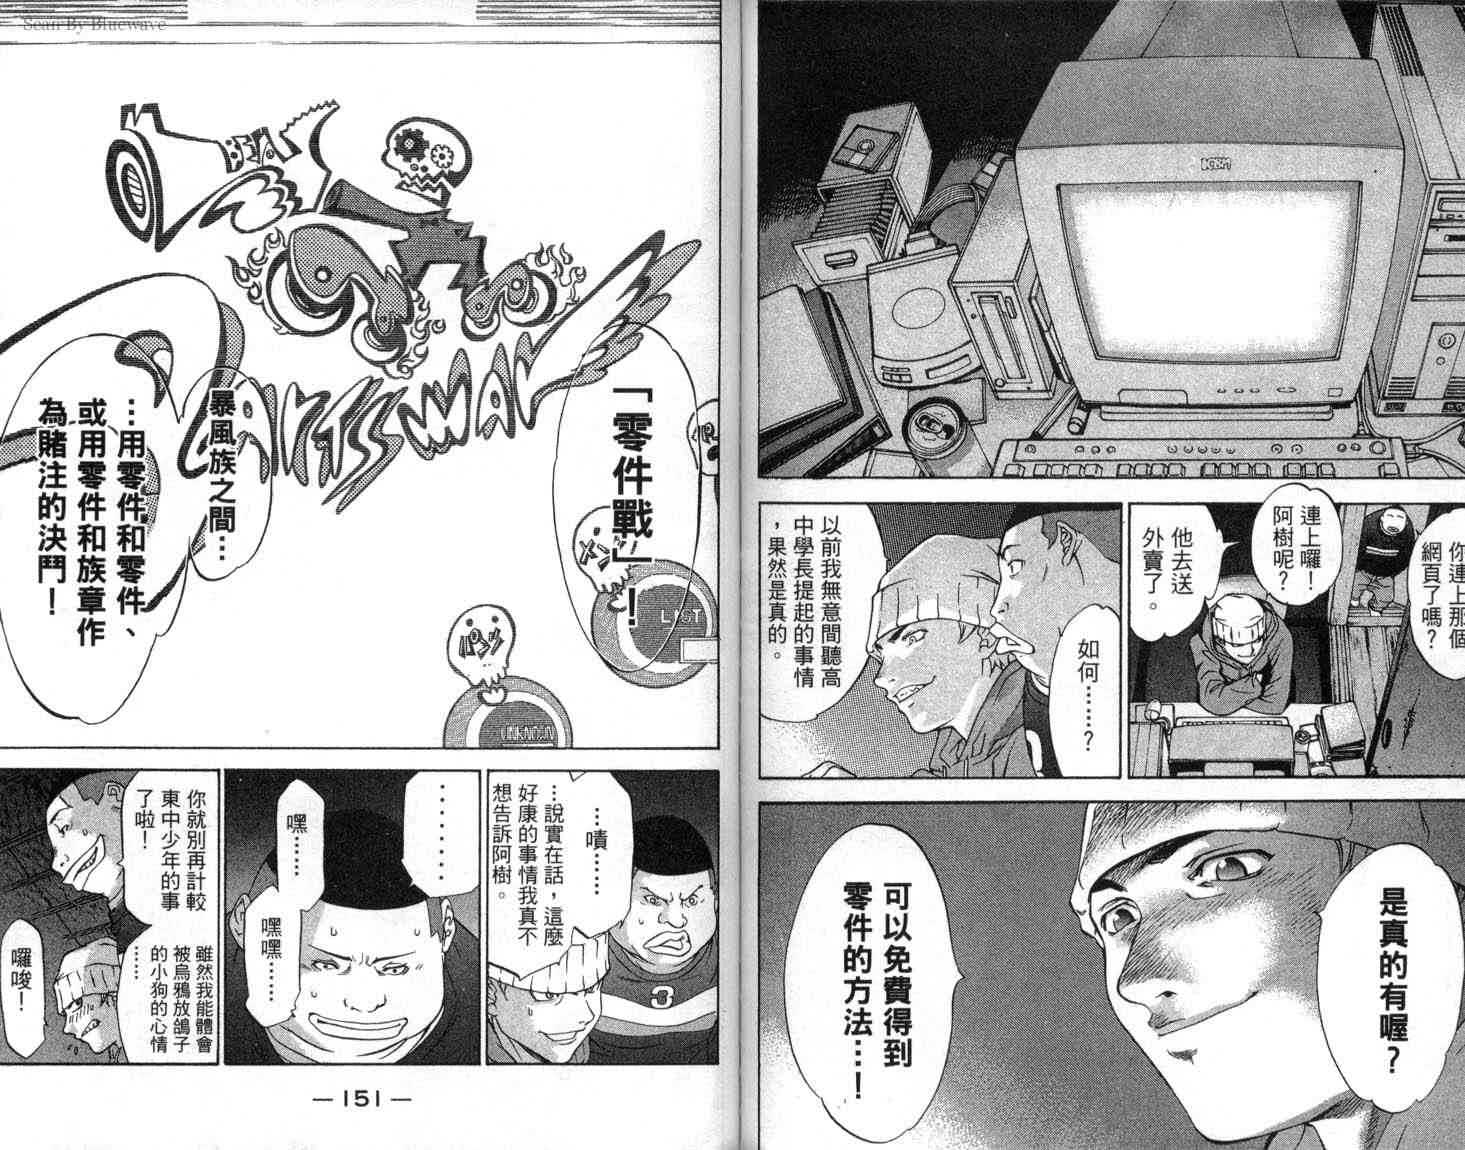 Scan By Bluewave
你連上那個
網頁了嗎?
連上囉!
阿樹呢?
他去送
外賣了。
如何……?
以前我無意間聽高
中學長提起的事情
,果然是真的。
是真的有喔?
可以免費得到
零件的方法…!
「零件戰」!
暴風族之間…
…用零件和零件、
或用零件和族章作
為賭注的決鬥!
PARTS WAR
LIST
UNKNOWN
パンツ
…嘖……
…說實在話,這麼
好康的事情我真不
想告訴阿樹。
3
………
嘿……
嘿嘿……
你就別再計較
東中少年的事
了啦!
雖然我能體會
被烏鴉放鴿子
的小狗的心情
……
囉唆!
— 151 —